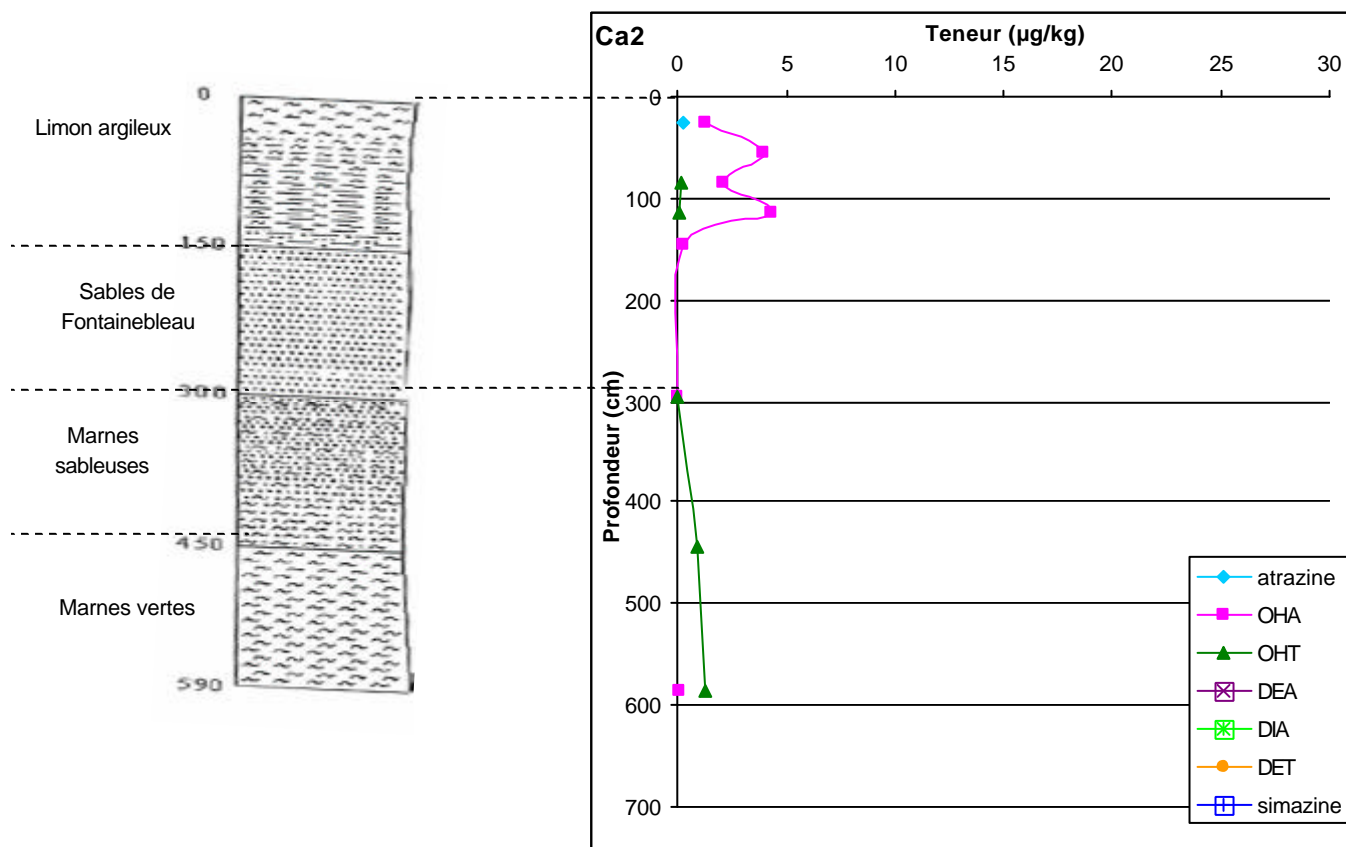 Ca2
Teneur (µg/kg)
0 5 10 15 20 25 30
0
100
200
300
400
500
600
700
Profondeur (cm)
0
Limon argileux
150
Sables de
Fontainebleau
300
Marnes
sableuses
450
Marnes vertes
590
atrazine
OHA
OHT
DEA
DIA
DET
simazine